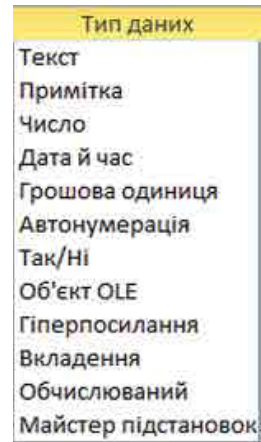 Тип даних
Текст
Примітка
Число
Дата й час
Грошова одиниця
Автонумерація
Так/Ні
Об'єкт OLE
Гіперпосилання
Вкладення
Обчислюваний
Майстер підстановок